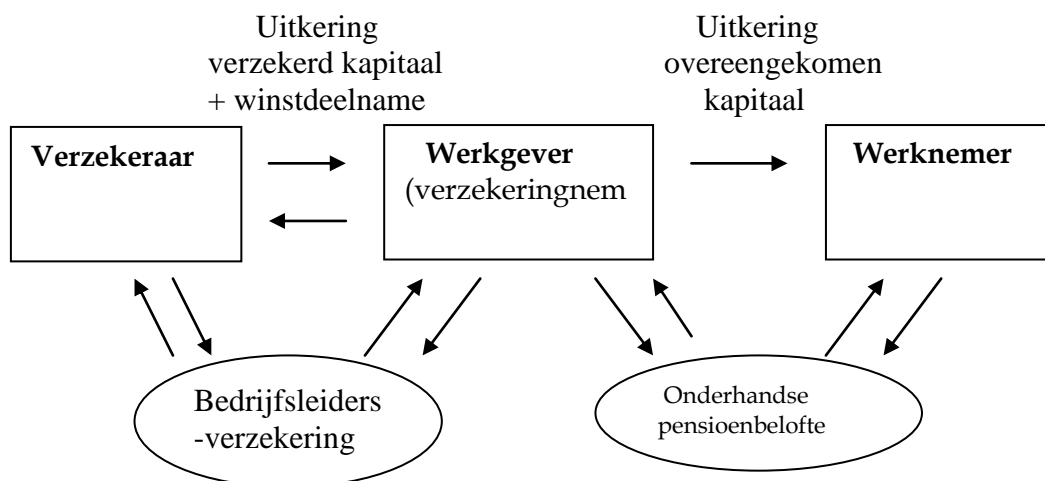 Uitkering
verzekerd kapitaal
+ winstdeelname
Uitkering
overeengekomen
kapitaal
Verzekeraar
Werkgever
(verzekeringnem
Werknemer
Bedrijfsleiders
-verzekering
Onderhandse
pensioenbelofte